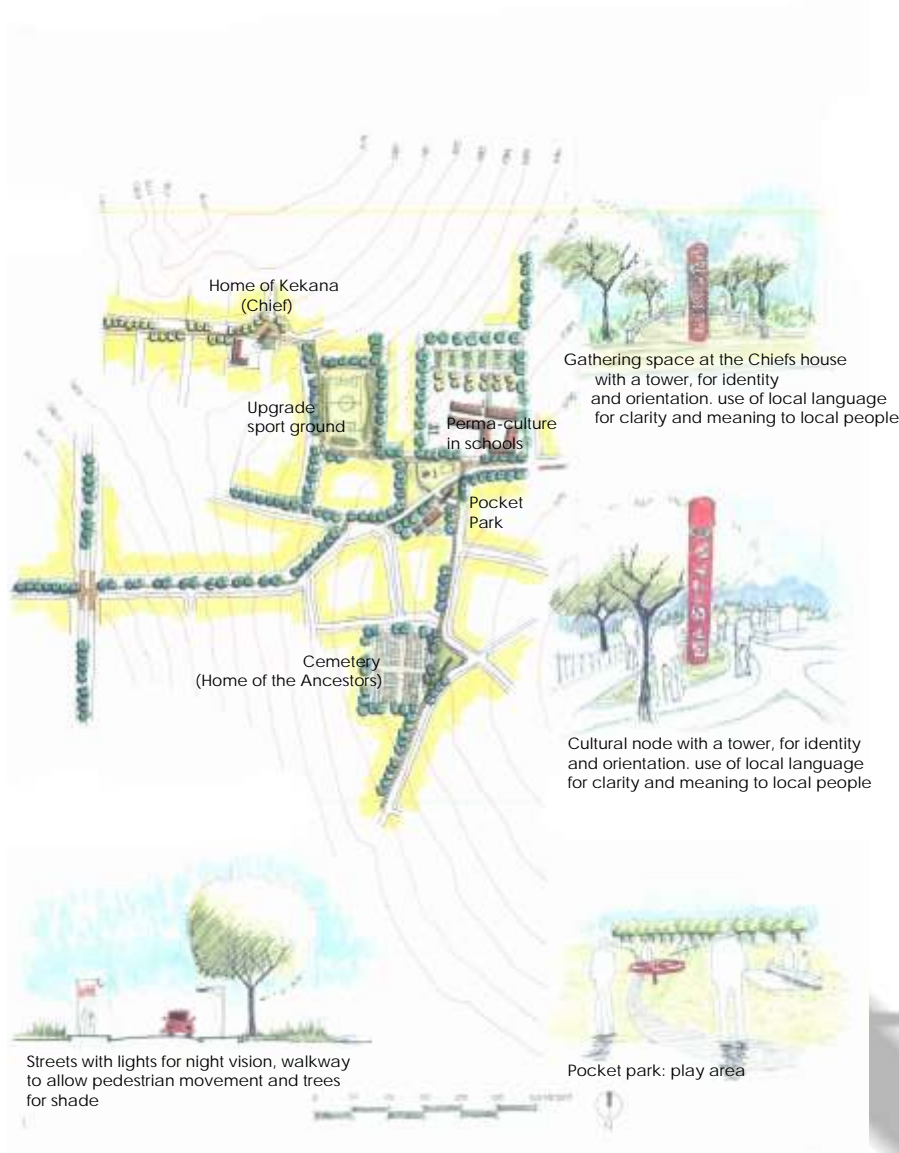 Home of Kekana
(Chief)
Gathering space at the Chiefs house
with a tower, for identity
and orientation. use of local language
for clarity and meaning to local people
Upgrade
sport ground
Perma-culture
in schools
Pocket
Park
Cemetery
(Home of the Ancestors)
Cultural node with a tower, for identity
and orientation. use of local language
for clarity and meaning to local people
Streets with lights for night vision, walkway
to allow pedestrian movement and trees
for shade
Pocket park: play area